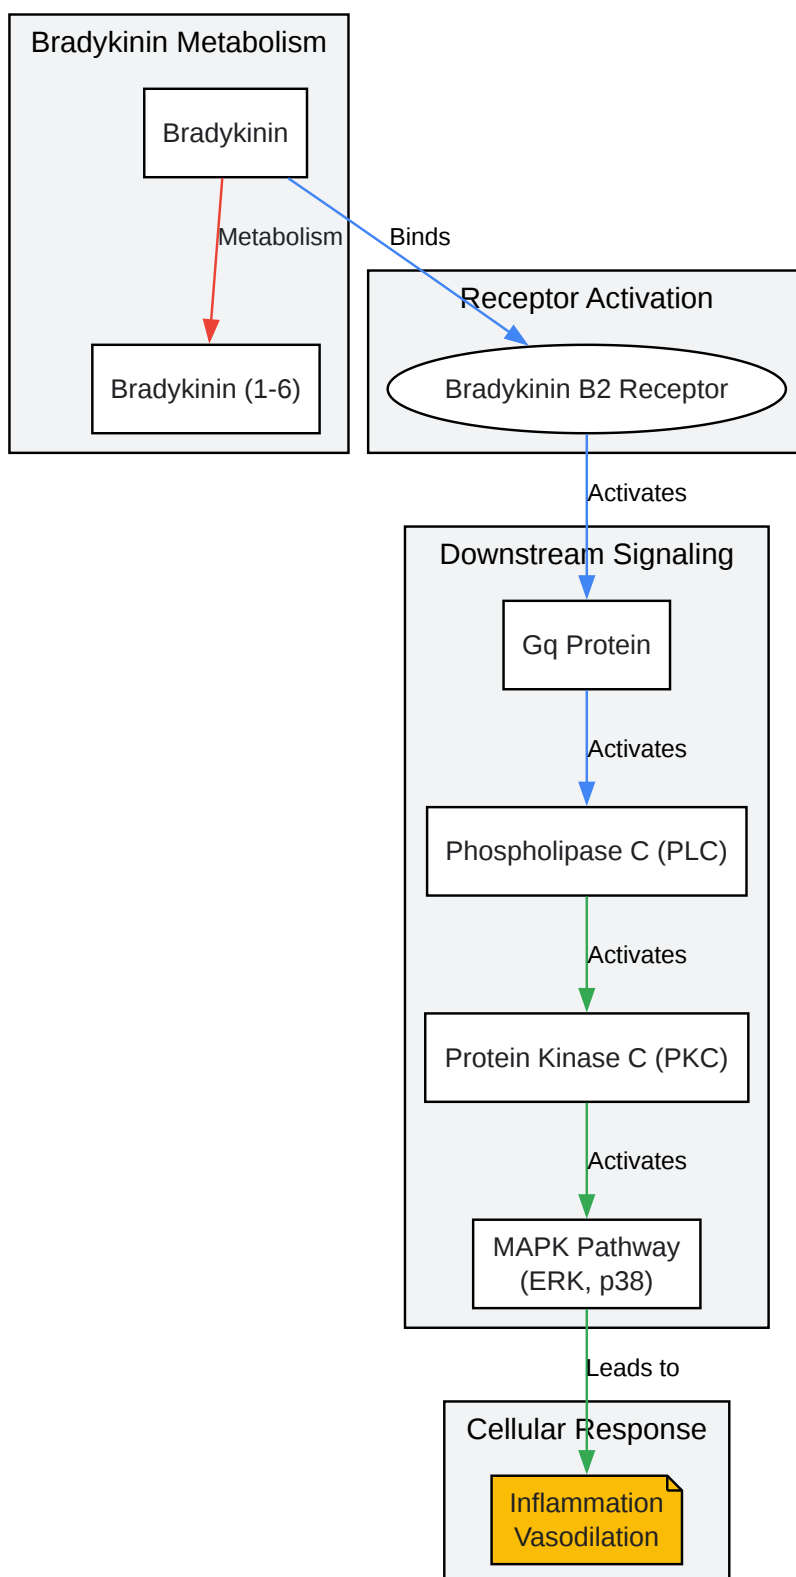 Bradykinin Metabolism
Bradykinin
Metabolism
Binds
Receptor Activation
Bradykinin (1-6)
Bradykinin B2 Receptor
Activates
Downstream Signaling
Gq Protein
Activates
Phospholipase C (PLC)
Activates
Protein Kinase C (PKC)
Activates
MAPK Pathway
(ERK, p38)
Leads to
Cellular Response
Inflammation
Vasodilation